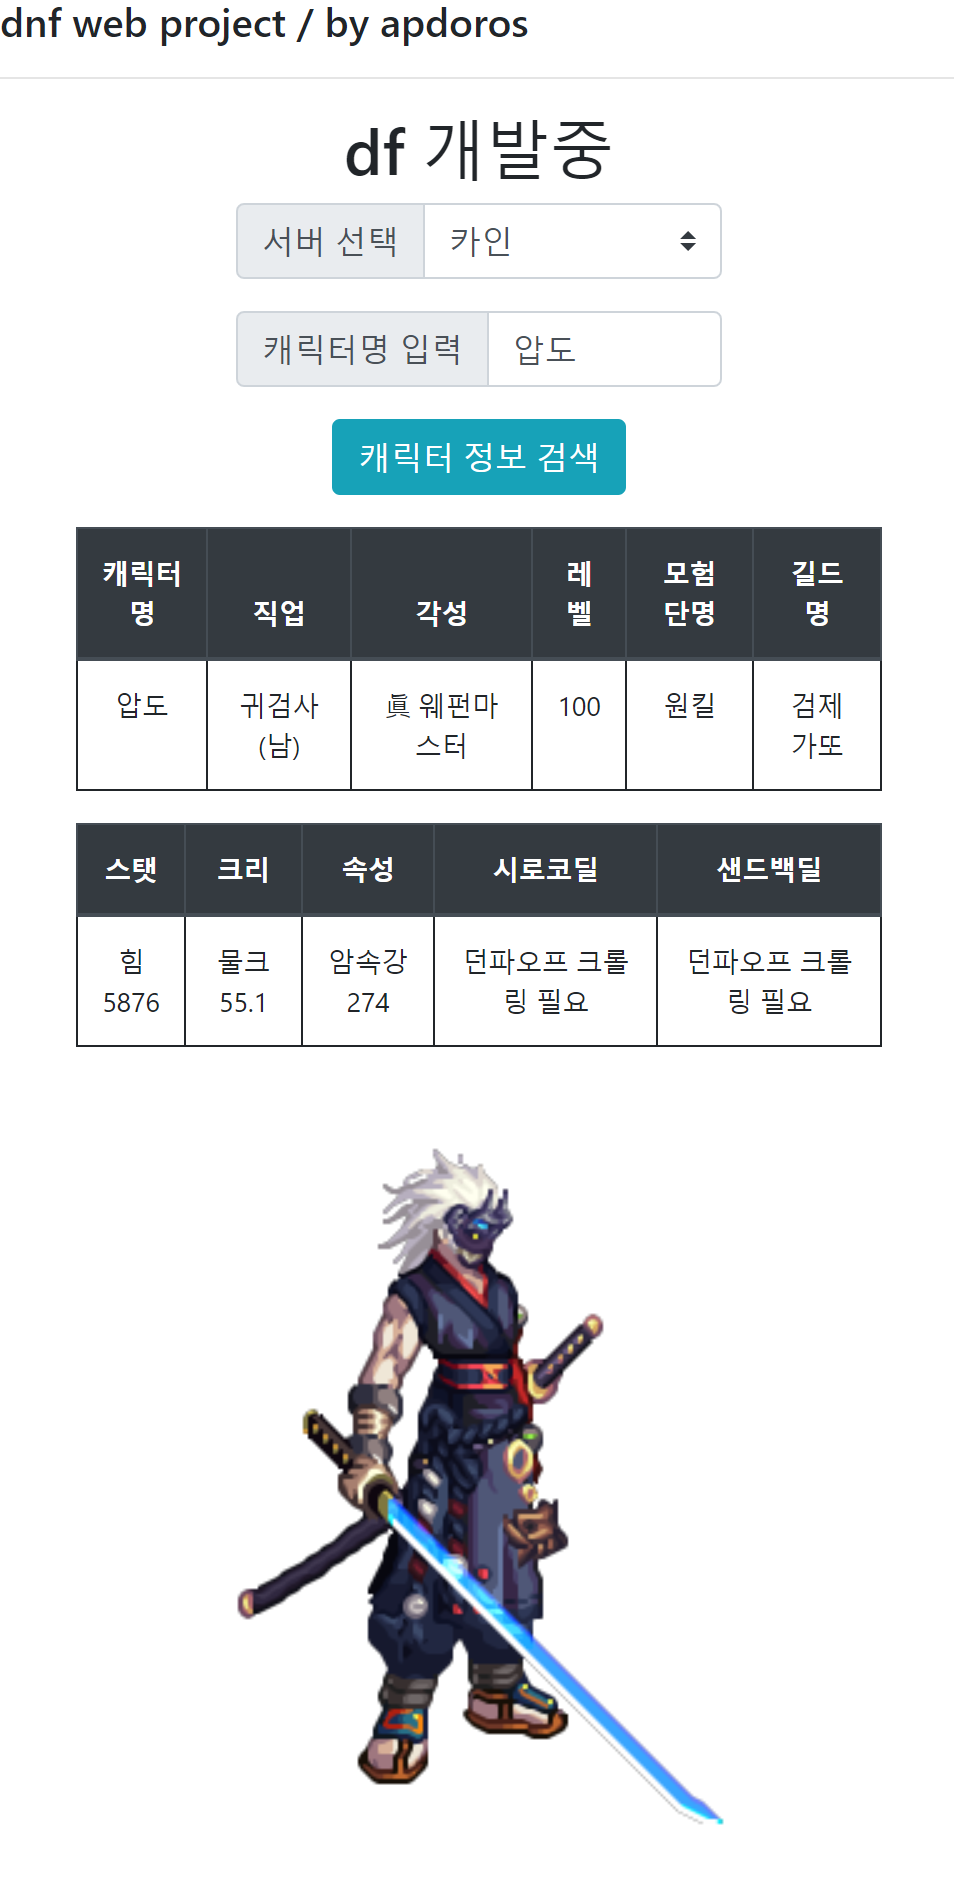 dnf web project / by apdoros
df 개발중
서버 선택 카인
캐릭터명 입력 압도
캐릭터 정보 검색
캐릭터 레 모험 길드
명 직업 각성 벨 단명 명
압도 귀검사 眞 웨펀마 100 원킬 검제
(남) 스터 가또
스탯 크리 속성 시로코딜 샌드백딜
힘 물크 암속강 던파오프 크롤 던파오프 크롤
5876 55.1 274 링 필요 링 필요